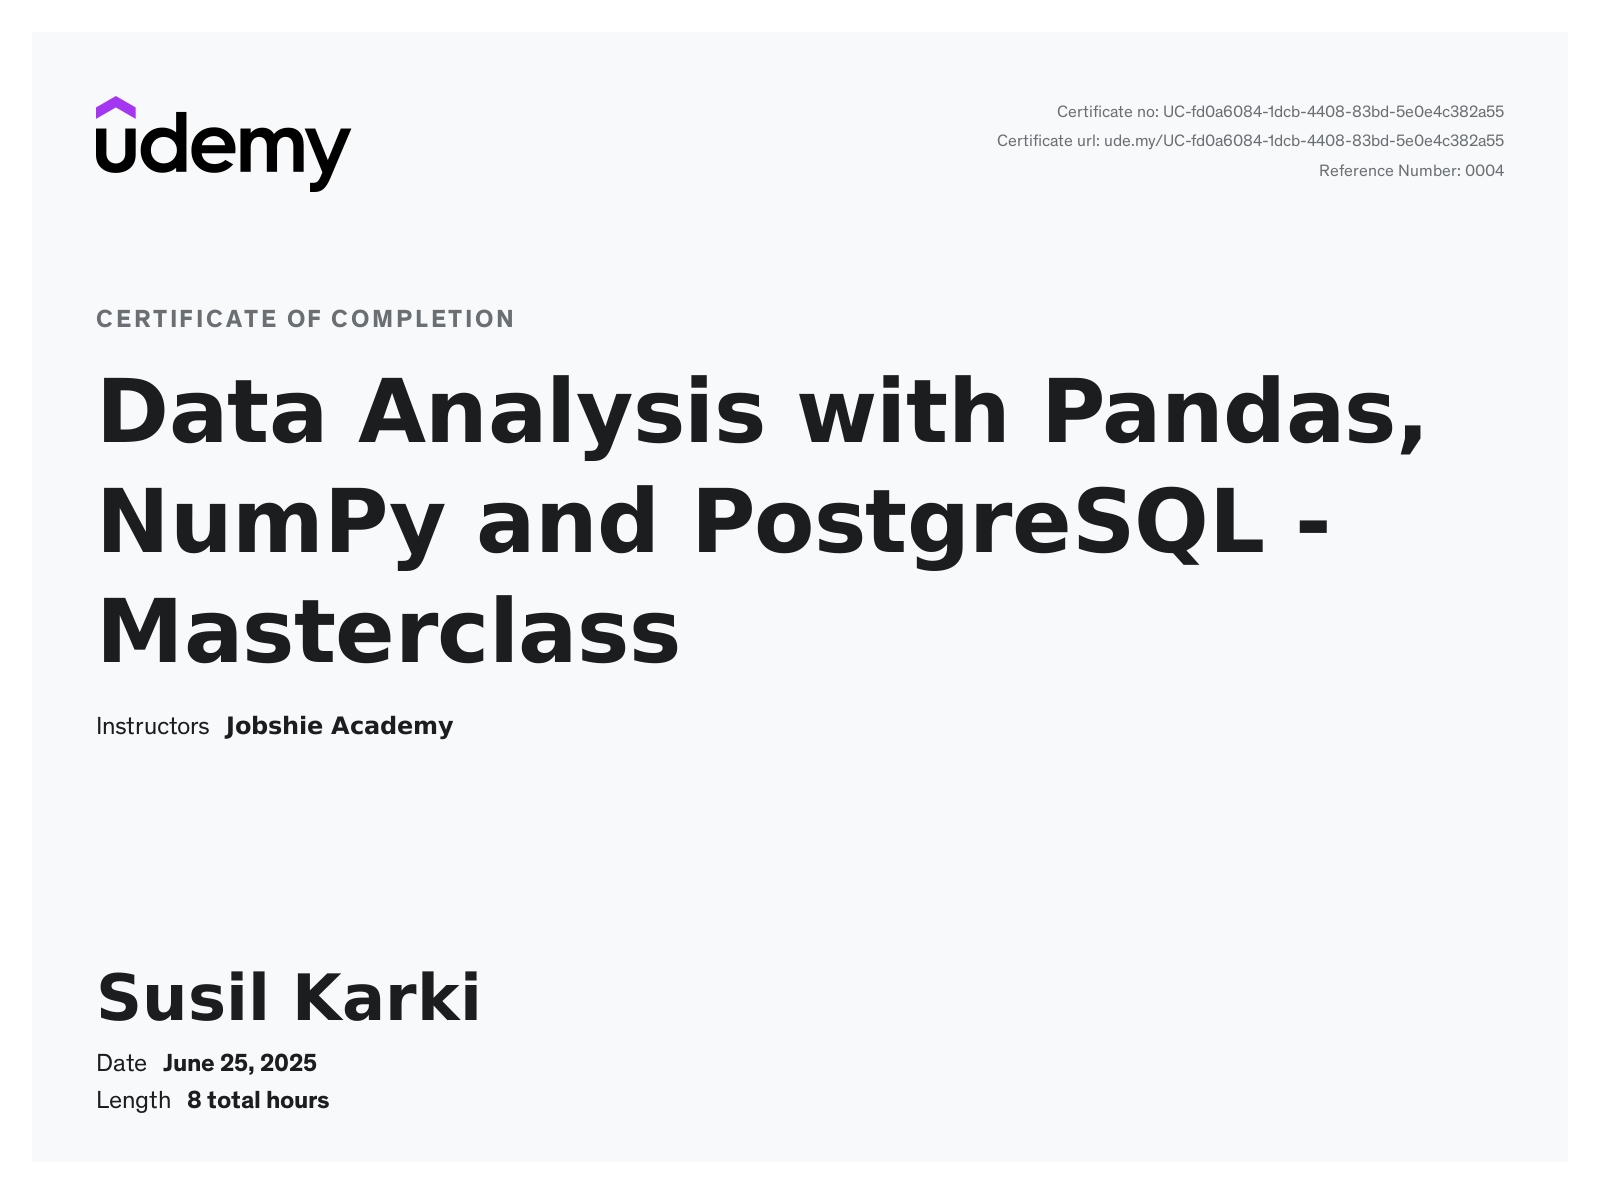 udemy
Certificate no: UC-fd0a6084-1dcb-4408-83bd-5e0e4c382a55
Certificate url: ude.my/UC-fd0a6084-1dcb-4408-83bd-5e0e4c382a55
Reference Number: 0004
CERTIFICATE OF COMPLETION
Data Analysis with Pandas,
NumPy and PostgreSQL -
Masterclass
Instructors Jobshie Academy
Susil Karki
Date June 25, 2025
Length 8 total hours